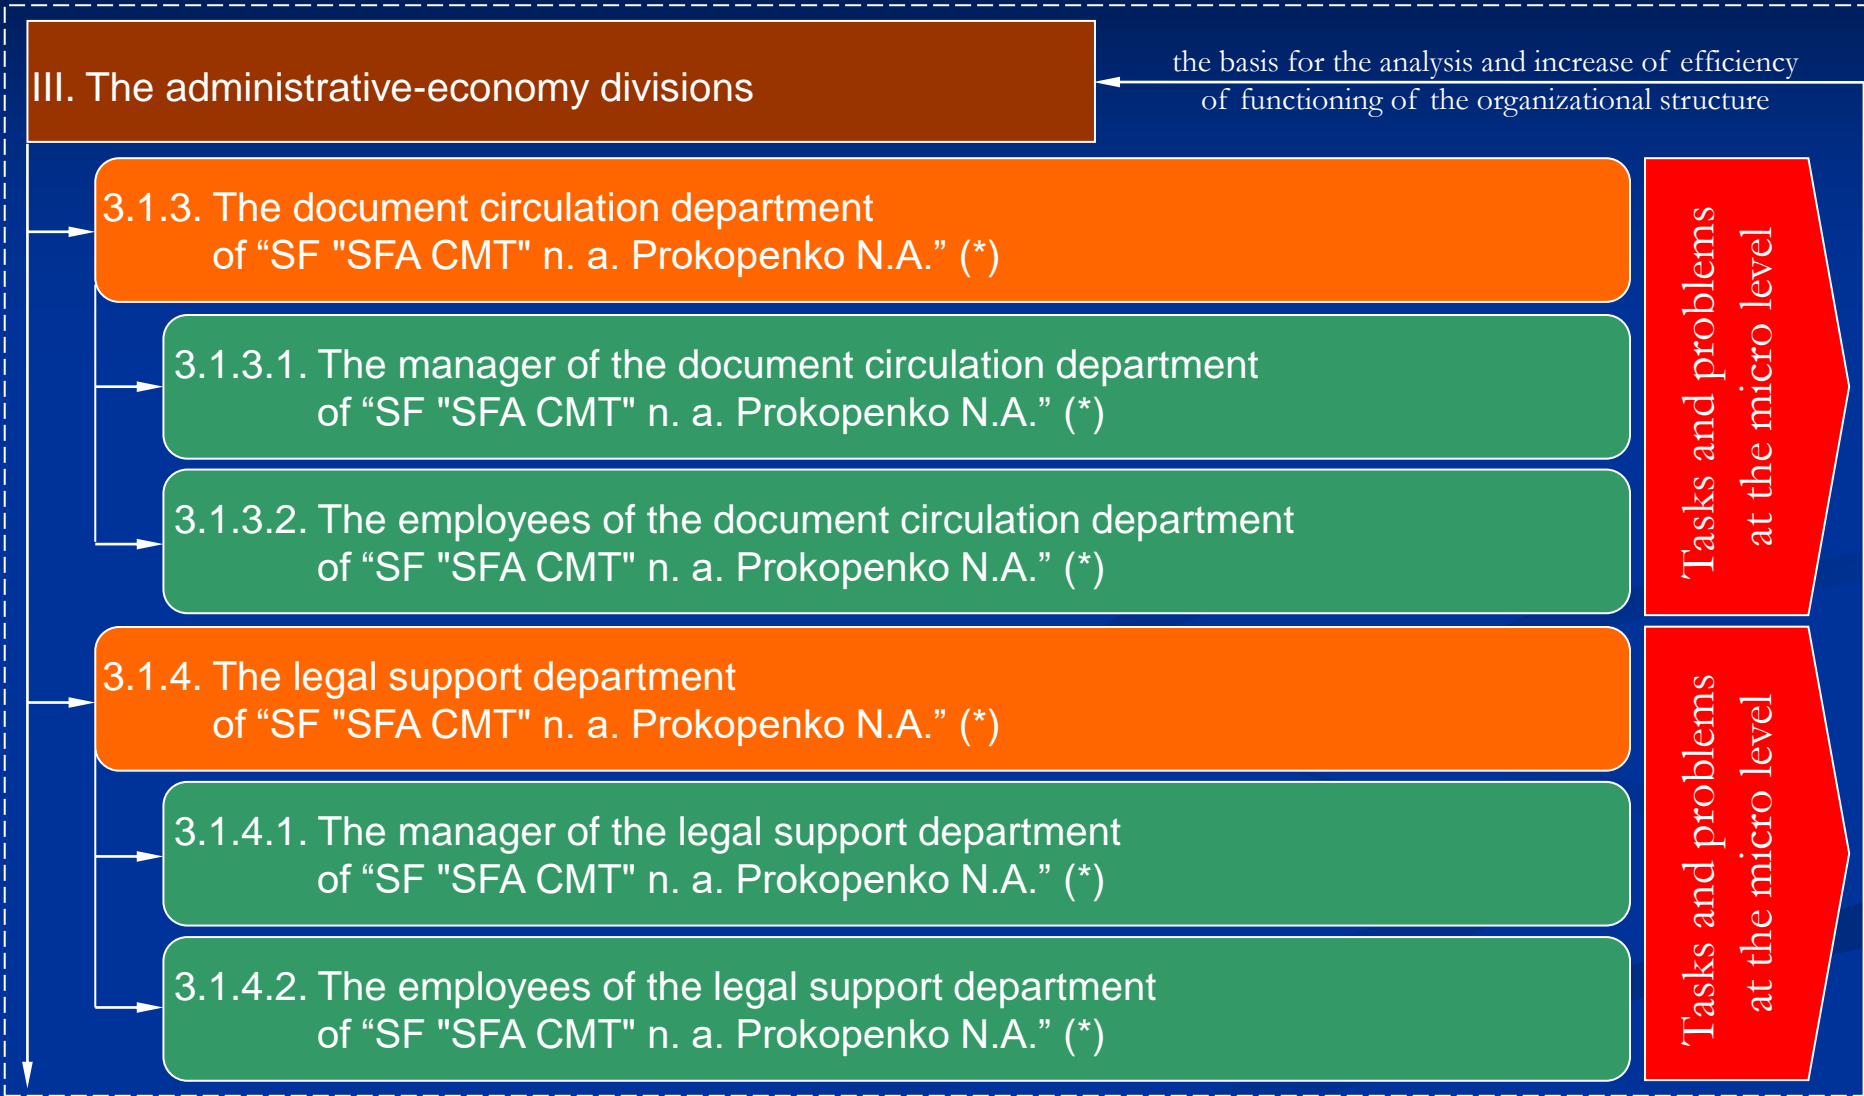 III. The administrative-economy divisions
the basis for the analysis and increase of efficiency
of functioning of the organizational structure
3.1.3. The document circulation department
of “SF "SFA CMT" n. a. Prokopenko N.A.” (*)
3.1.3.1. The manager of the document circulation department
of “SF "SFA CMT" n. a. Prokopenko N.A.” (*)
3.1.3.2. The employees of the document circulation department
of “SF "SFA CMT" n. a. Prokopenko N.A.” (*)
Tasks and problems
at the micro level
3.1.4. The legal support department
of “SF "SFA CMT" n. a. Prokopenko N.A.” (*)
3.1.4.1. The manager of the legal support department
of “SF "SFA CMT" n. a. Prokopenko N.A.” (*)
3.1.4.2. The employees of the legal support department
of “SF "SFA CMT" n. a. Prokopenko N.A.” (*)
Tasks and problems
at the micro level